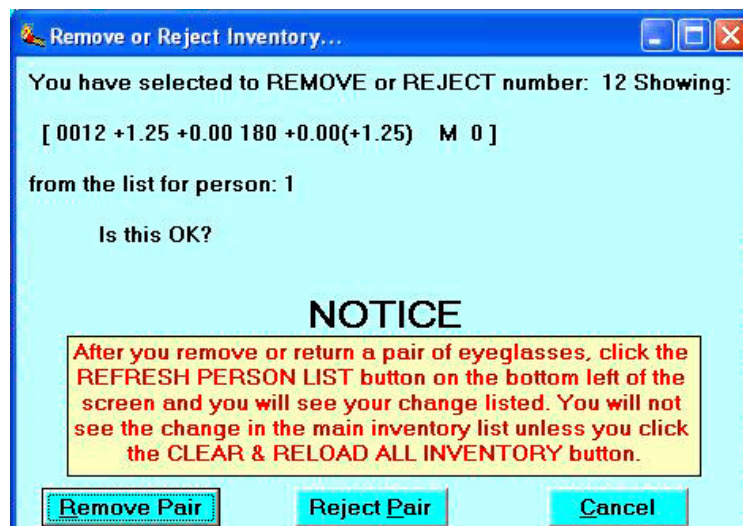 Remove or Reject Inventory...
You have selected to REMOVE or REJECT number: 12 Showing:
[ 0012 +1.25 +0.00 180 +0.00(+1.25) M 0 ]
from the list for person: 1
Is this OK?
NOTICE
After you remove or return a pair of eyeglasses, click the
REFRESH PERSON LIST button on the bottom left of the
screen and you will see your change listed. You will not
see the change in the main inventory list unless you click
the CLEAR & RELOAD ALL INVENTORY button.
Remove Pair Reject Pair Cancel